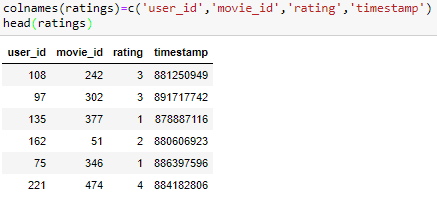 colnames(ratings)=c('user_id','movie_id','rating','timestamp')
head(ratings)
user_id movie_id rating timestamp
108 242 3 881250949
97 302 3 891717742
135 377 1 878887116
162 51 2 880606923
75 346 1 886397596
221 474 4 884182806